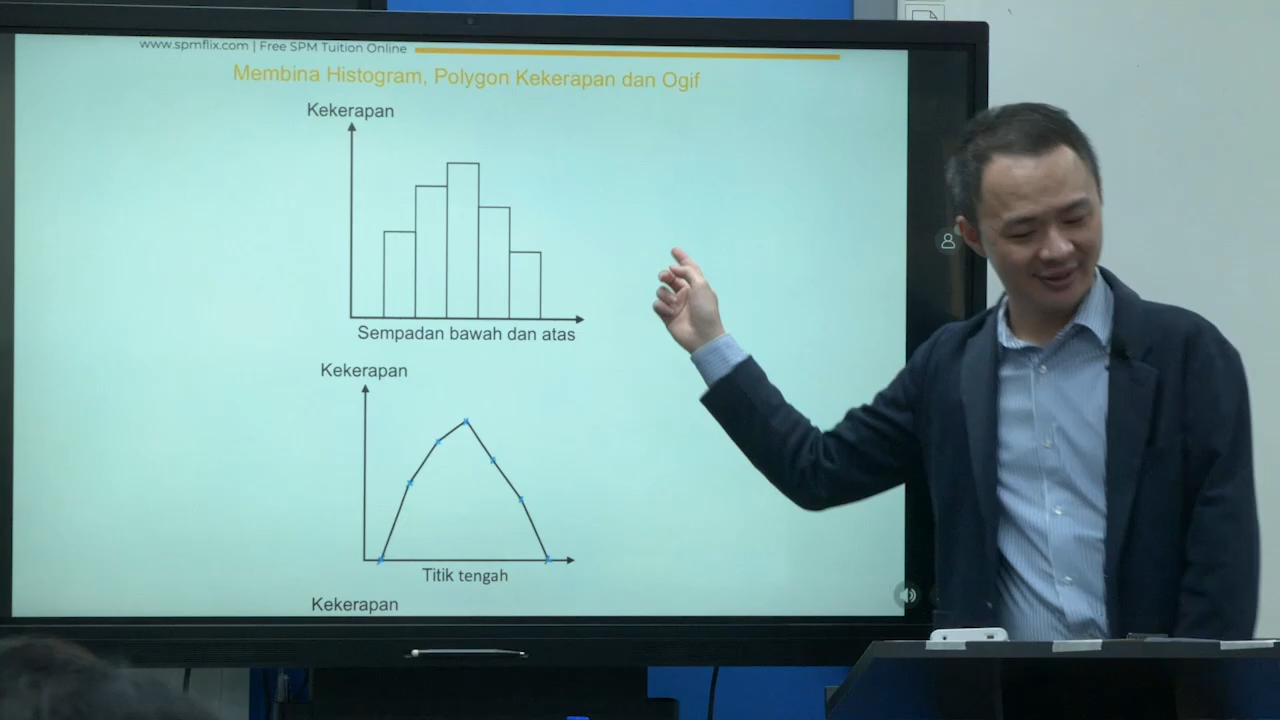 www.spmflix.com | Free SPM Tuition Online
Membina Histogram, Polygon Kekerapan dan Ogif
Kekerapan
Sempadan bawah dan atas
Kekerapan
Titik tengah
Kekerapan